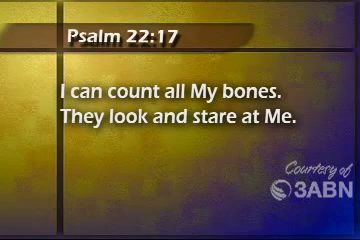 Psalm 22:17
I can count all My bones.
They look and stare at Me.
Courtesy of
3ABN